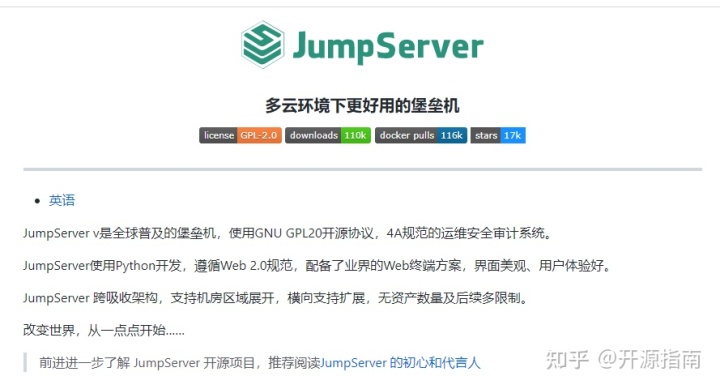 JumpServer
多云环境下更好用的堡垒机
license GPL-2.0 downloads 110k docker pulls 116k stars 17k
英语
JumpServer v是全球普及的堡垒机，使用GNU GPL20开源协议，4A规范的运维安全审计系统。
JumpServer使用Python开发，遵循Web 2.0规范，配备了业界的Web终端方案，界面美观、用户体验好。
JumpServer 跨吸收架构，支持机房区域展开，横向支持扩展，无资产数量及后续多限制。
改变世界，从一点点开始......
前进进一步了解 JumpServer 开源项目，推荐阅读JumpServer 的初心和代言人
知乎 @开源指南